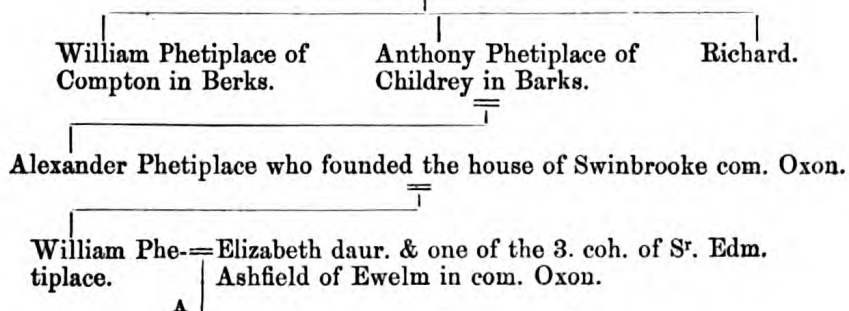 William Phetiplace of
Compton in Berks.
Anthony Phetiplace of
Childrey in Barks.
Richard.
Alexander Phetiplace who founded the house of Swinbrooke com. Oxon.
William Phe-=Elizabeth daur. & one of the 3. coh. of Sʳ. Edm.
tiplace. Ashfield of Ewelm in com. Oxon.
A